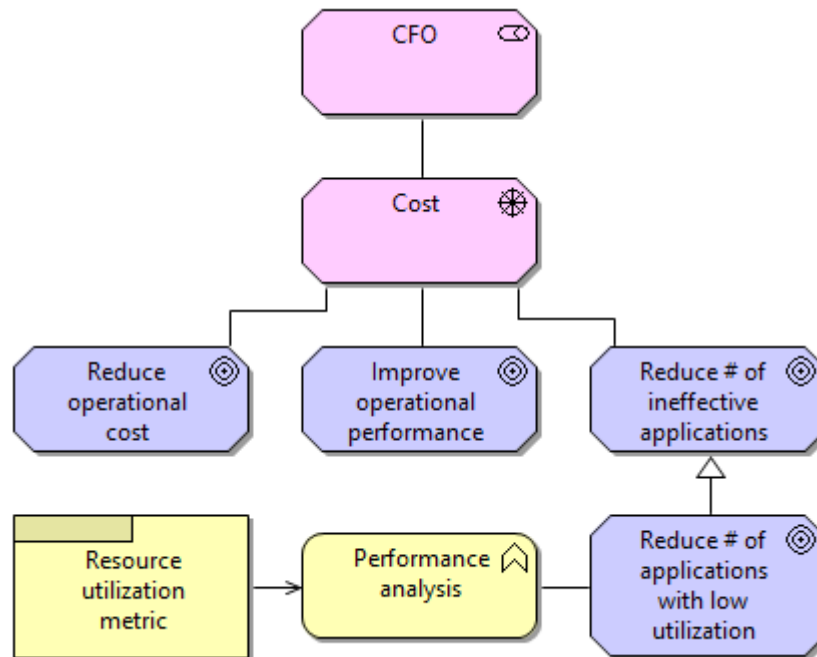 CFO
Cost
Reduce
operational
cost
Improve
operational
performance
Reduce # of
ineffective
applications
Resource
utilization
metric
Performance
analysis
Reduce # of
applications
with low
utilization